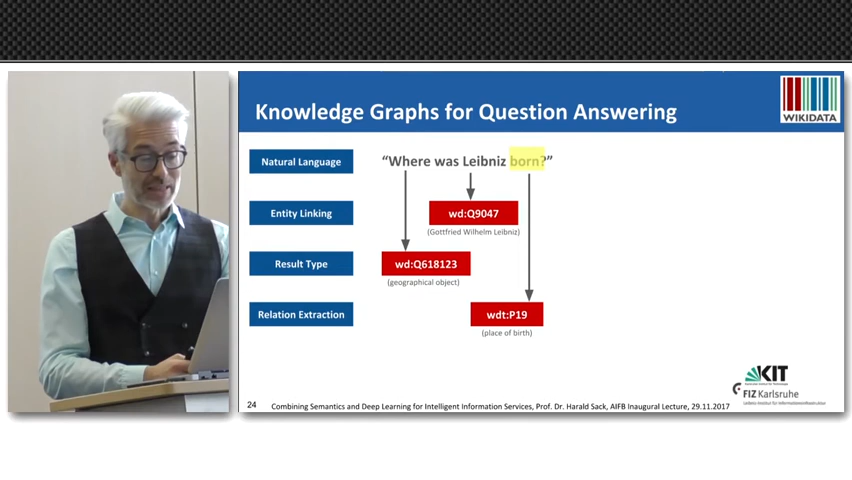 Knowledge Graphs for Question Answering
WIKIDATA
Natural Language
“Where was Leibniz born?”
Entity Linking
wd:Q9047
(Gottfried Wilhelm Leibniz)
Result Type
wd:Q618123
(geographical object)
Relation Extraction
wdt:P19
(place of birth)
KIT
FIZ Karlsruhe
24
Combining Semantics and Deep Learning for Intelligent Information Services, Prof. Dr. Harald Sack, AIFB Inaugural Lecture, 29.11.2017